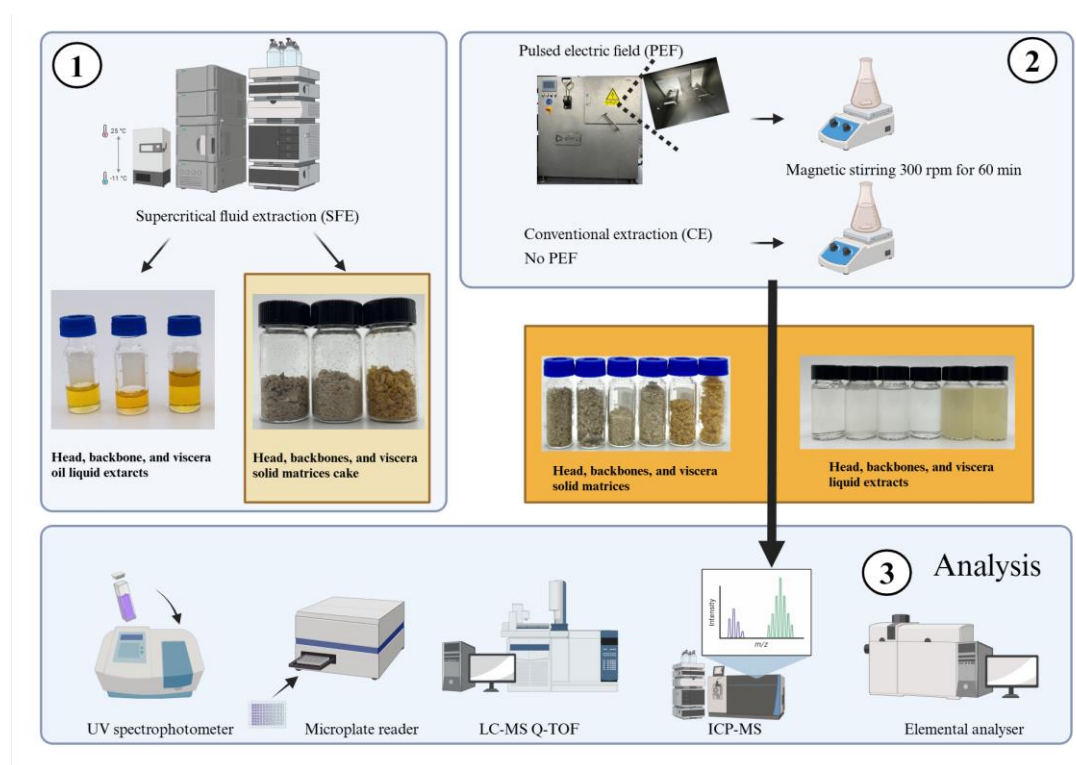 1
25 °C
-11 °C
Supercritical fluid extraction (SFE)
Head, backbone, and viscera
oil liquid extarcts
Head, backbones, and viscera
solid matrices cake
2
Pulsed electric field (PEF)
Magnetic stirring 300 rpm for 60 min
Conventional extraction (CE)
No PEF
Head, backbones, and viscera
solid matrices
Head, backbones, and viscera
liquid extracts
3
Analysis
Intensity
m/z
UV spectrophotometer
Microplate reader
LC-MS Q-TOF
ICP-MS
Elemental analyser